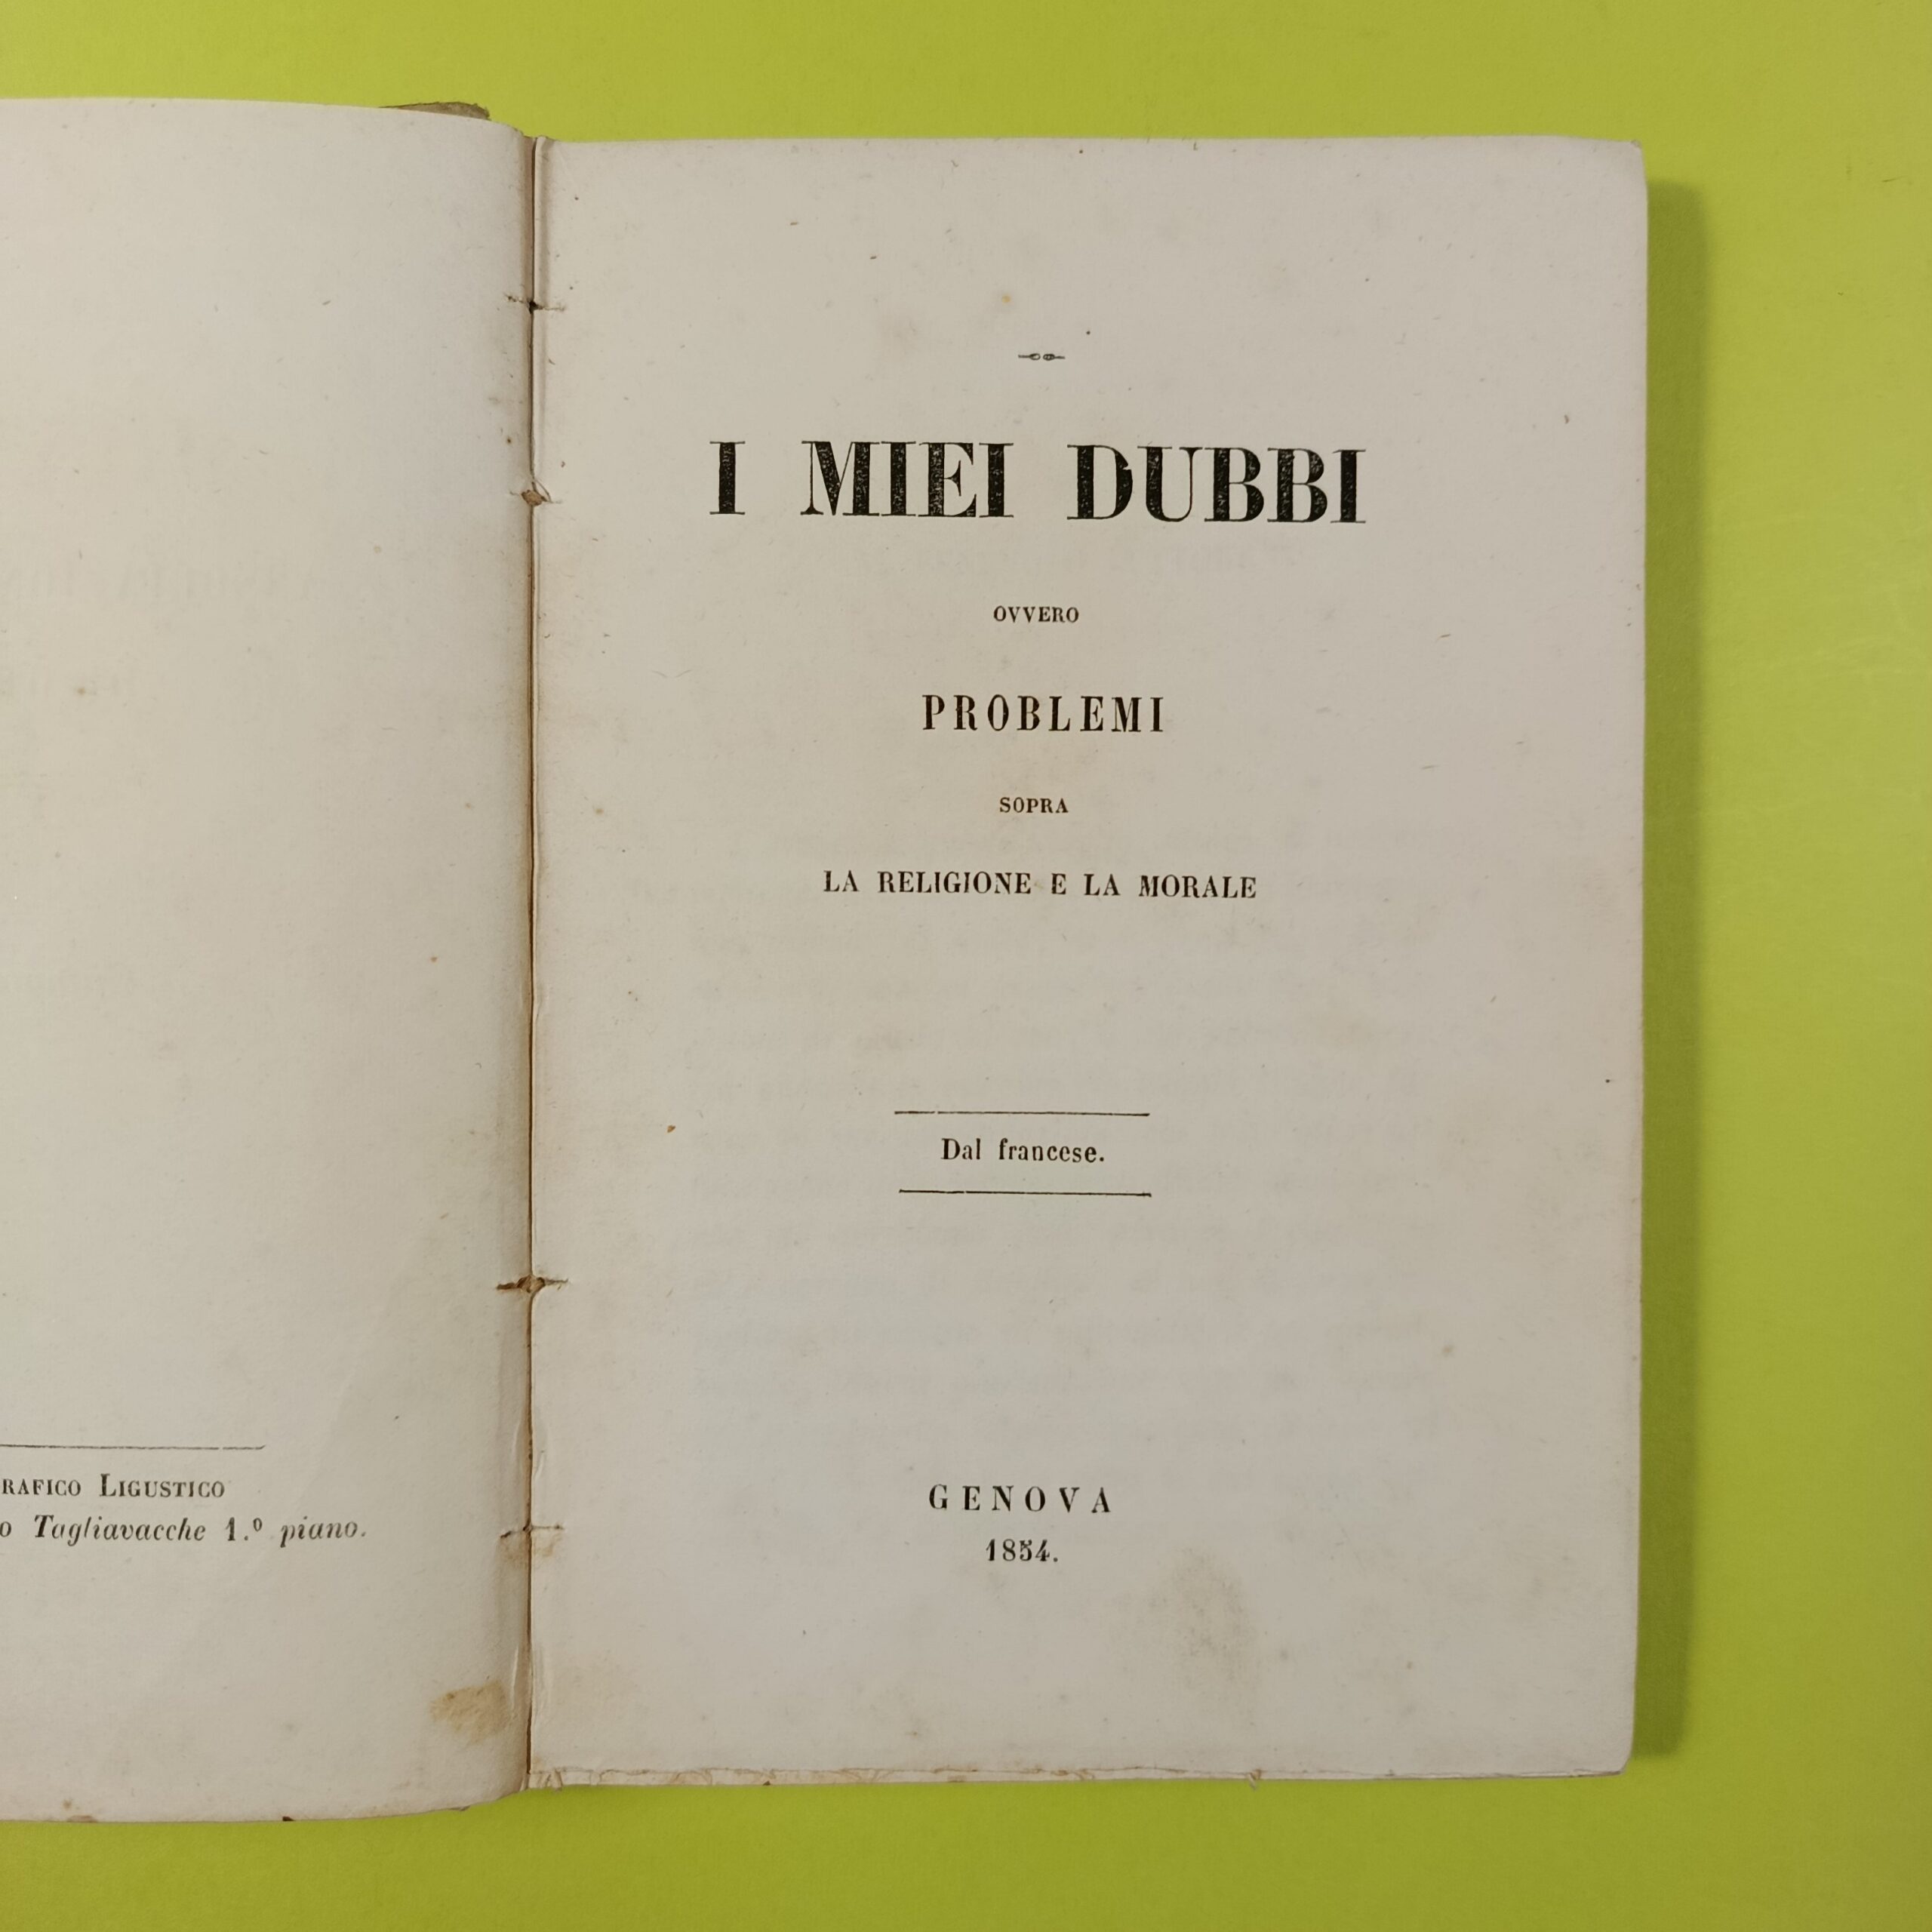 RAFICO LIGUSTICO
o Tagliavacche 1.º piano.
I MIEI DUBBI
OVVERO
PROBLEMI
SOPRA
LA RELIGIONE E LA MORALE
Dal francese.
GENOVA
1854.